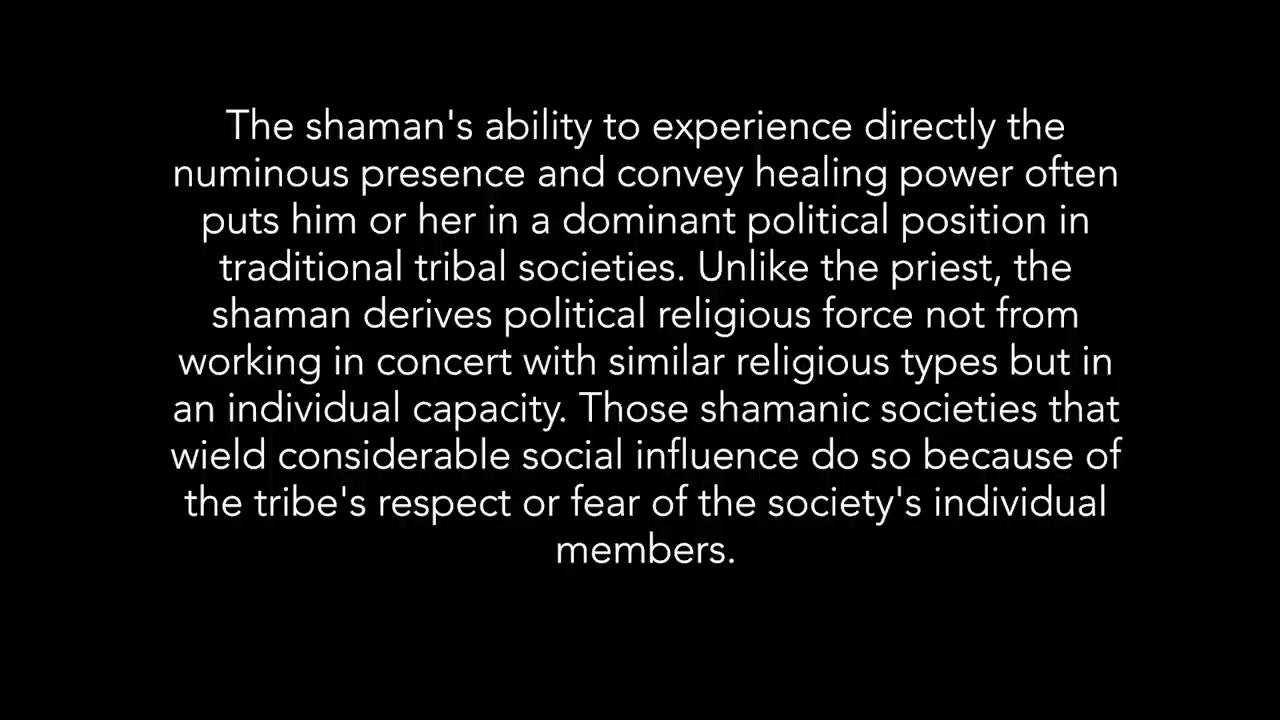 The shaman's ability to experience directly the
numinous presence and convey healing power often
puts him or her in a dominant political position in
traditional tribal societies. Unlike the priest, the
shaman derives political religious force not from
working in concert with similar religious types but in
an individual capacity. Those shamanic societies that
wield considerable social influence do so because of
the tribe's respect or fear of the society's individual
members.